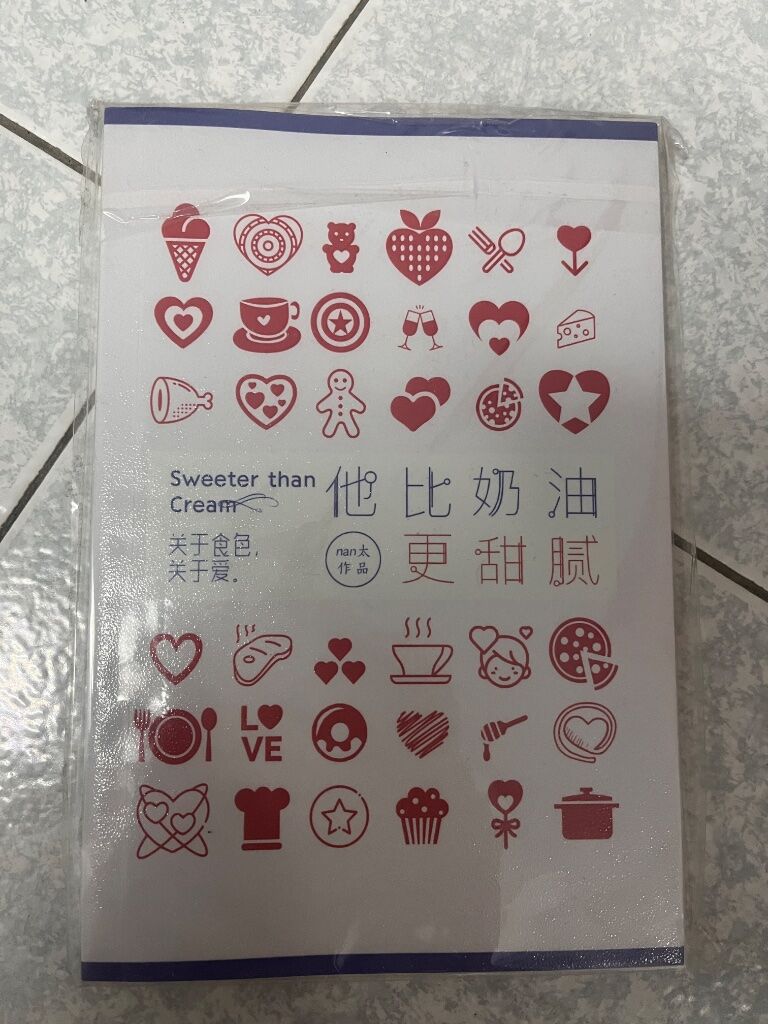 Sweeter than
Cream
他比奶油
关于食色,
关于爱。
nan太
作品
更甜腻
LO
VE